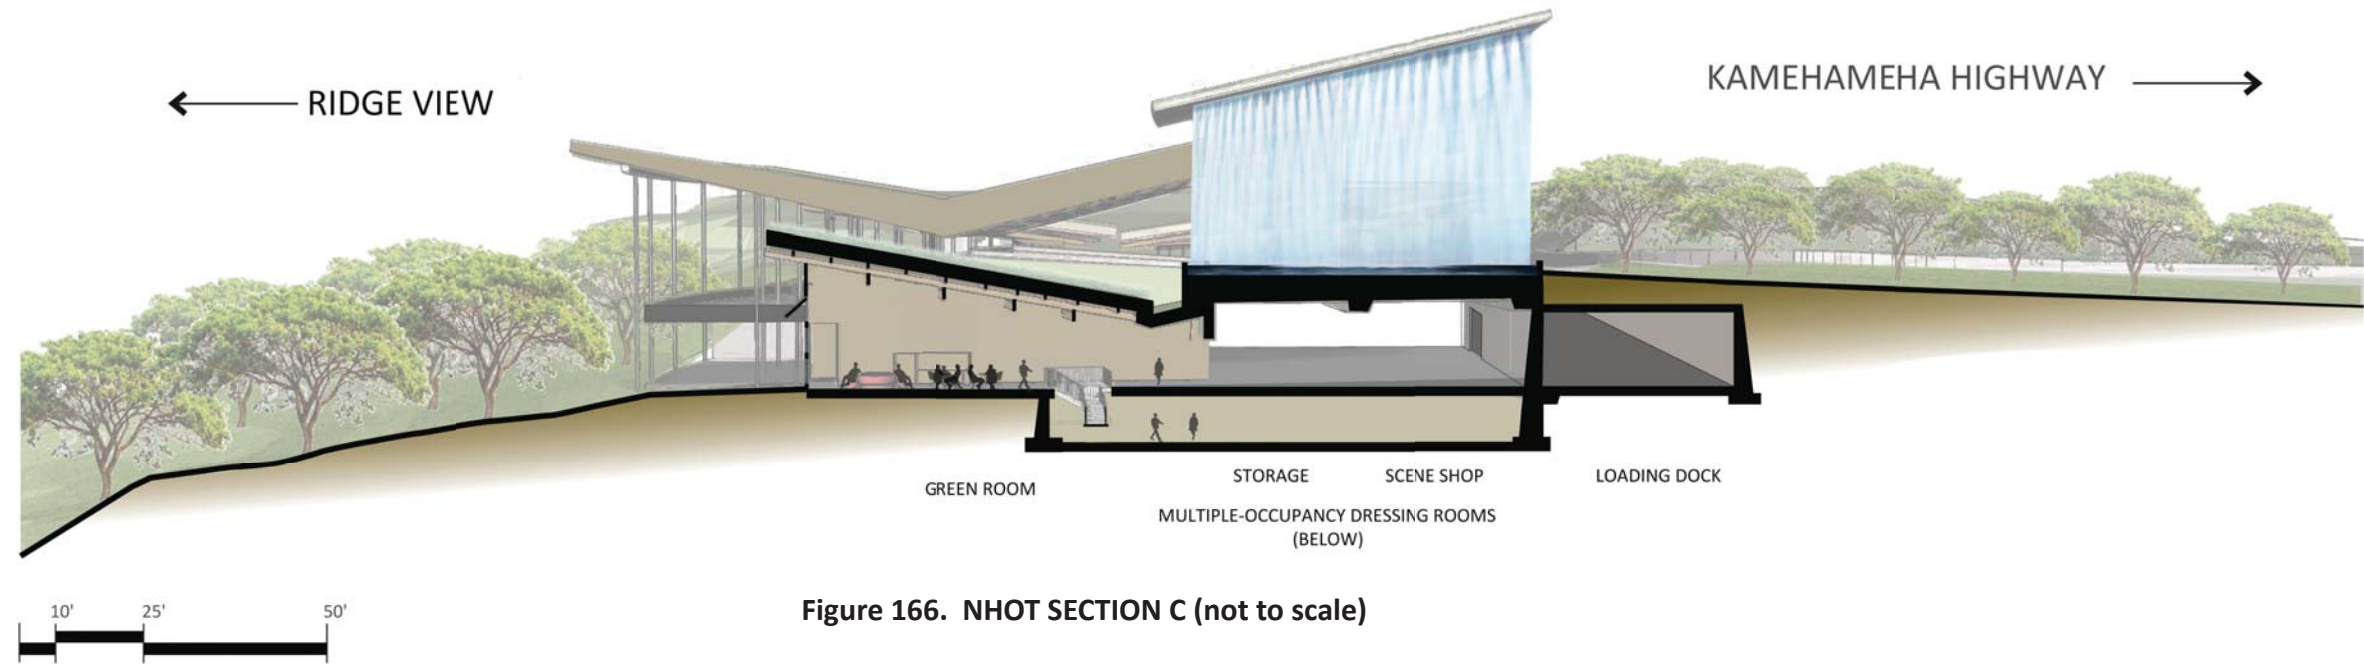 RIDGE VIEW
KAMEHAMEHA HIGHWAY
GREEN ROOM
STORAGE
SCENE SHOP
LOADING DOCK
MULTIPLE-OCCUPANCY DRESSING ROOMS
(BELOW)
10' 25' 50'
Figure 166. NHOT SECTION C (not to scale)